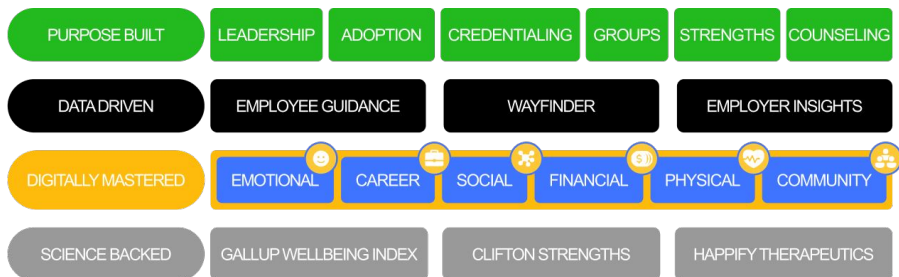 PURPOSE BUILT LEADERSHIP ADOPTION CREDENTIALING GROUPS STRENGTHS COUNSELING
DATA DRIVEN EMPLOYEE GUIDANCE WAYFINDER EMPLOYER INSIGHTS
DIGITALLY MASTERED EMOTIONAL CAREER SOCIAL FINANCIAL PHYSICAL COMMUNITY
SCIENCE BACKED GALLUP WELLBEING INDEX CLIFTON STRENGTHS HAPPIFY THERAPEUTICS